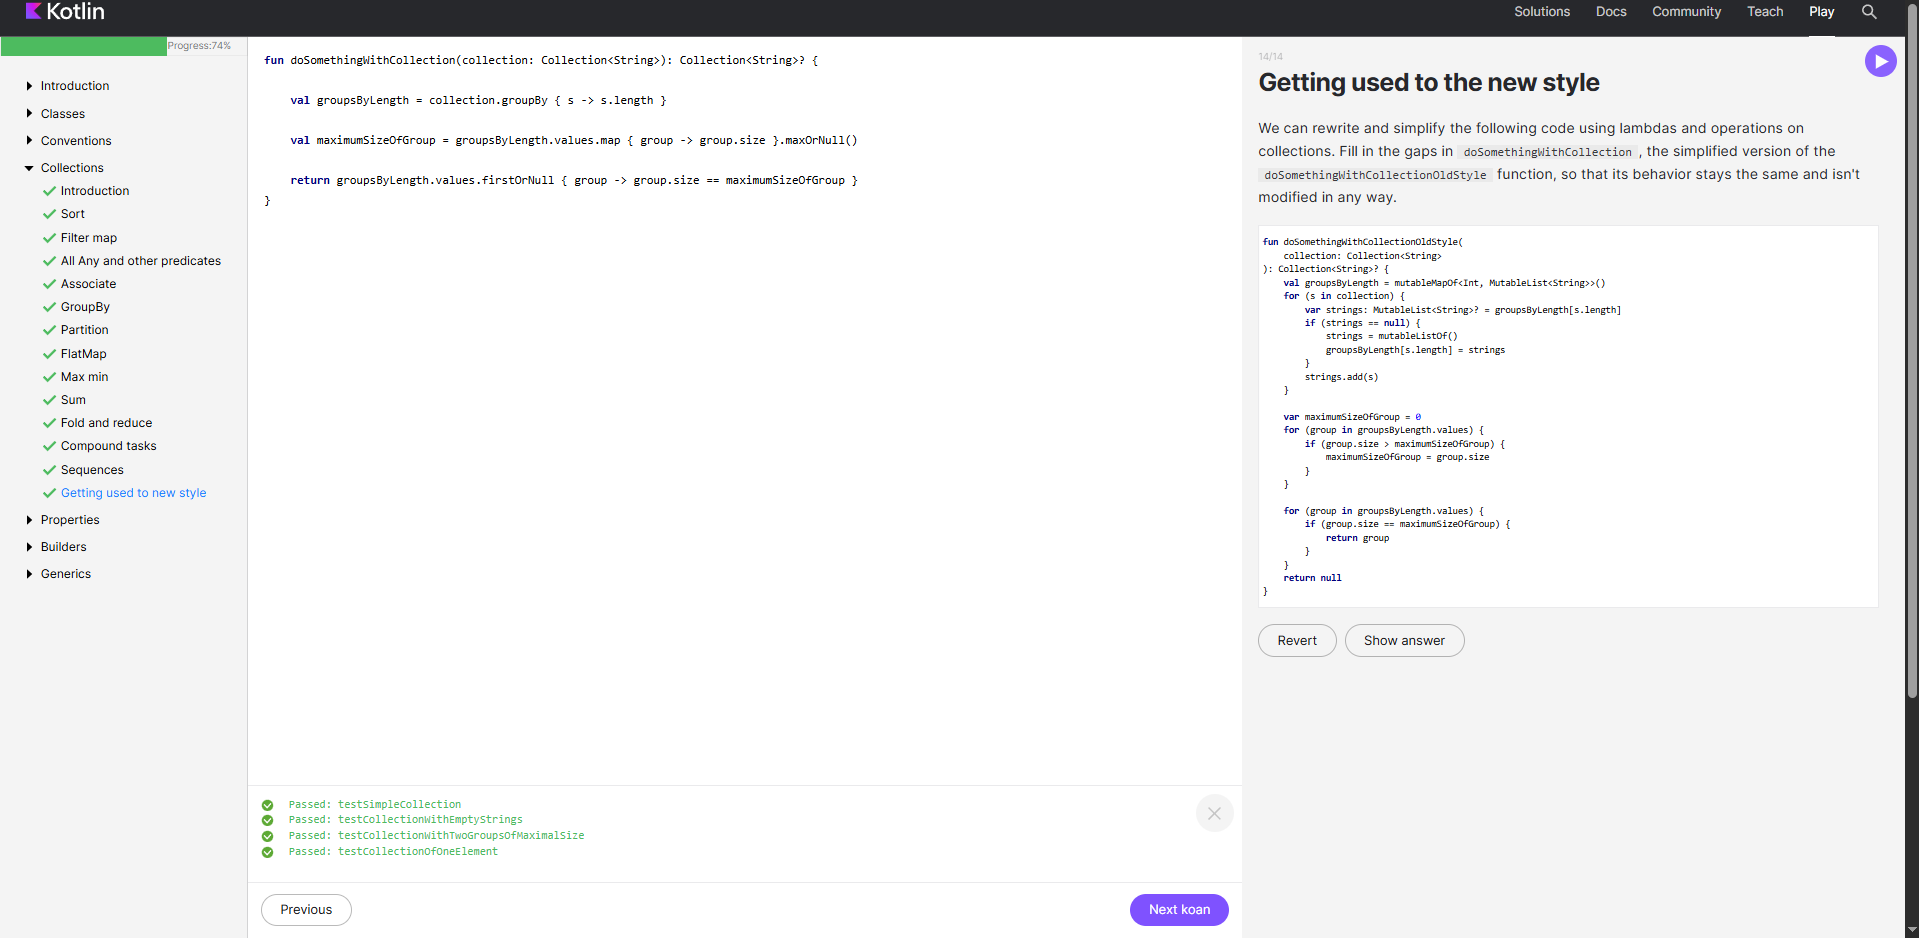 Kotlin
Solutions Docs Community Teach Play
Progress:74%
Introduction
Classes
Conventions
Collections
Introduction
Sort
Filter map
All Any and other predicates
Associate
GroupBy
Partition
FlatMap
Max min
Sum
Fold and reduce
Compound tasks
Sequences
Getting used to new style
Properties
Builders
Generics
fun doSomethingWithCollection(collection: Collection<String>): Collection<String>? {
    val groupsByLength = collection.groupBy { s -> s.length }
    val maximumSizeOfGroup = groupsByLength.values.map { group -> group.size }.maxOrNull()
    return groupsByLength.values.firstOrNull { group -> group.size == maximumSizeOfGroup }
}
Passed: testSimpleCollection
Passed: testCollectionWithEmptyStrings
Passed: testCollectionWithTwoGroupsOfMaximalSize
Passed: testCollectionOfOneElement
Previous
Next koan
14/14
Getting used to the new style
We can rewrite and simplify the following code using lambdas and operations on
collections. Fill in the gaps in doSomethingWithCollection , the simplified version of the
doSomethingWithCollectionOldStyle function, so that its behavior stays the same and isn't
modified in any way.
fun doSomethingWithCollectionOldStyle(
    collection: Collection<String>
): Collection<String>? {
    val groupsByLength = mutableMapOf<Int, MutableList<String>>()
    for (s in collection) {
        var strings: MutableList<String>? = groupsByLength[s.length]
        if (strings == null) {
            strings = mutableListOf()
            groupsByLength[s.length] = strings
        }
        strings.add(s)
    }
    var maximumSizeOfGroup = 0
    for (group in groupsByLength.values) {
        if (group.size > maximumSizeOfGroup) {
            maximumSizeOfGroup = group.size
        }
    }
    for (group in groupsByLength.values) {
        if (group.size == maximumSizeOfGroup) {
            return group
        }
    }
    return null
}
Revert
Show answer